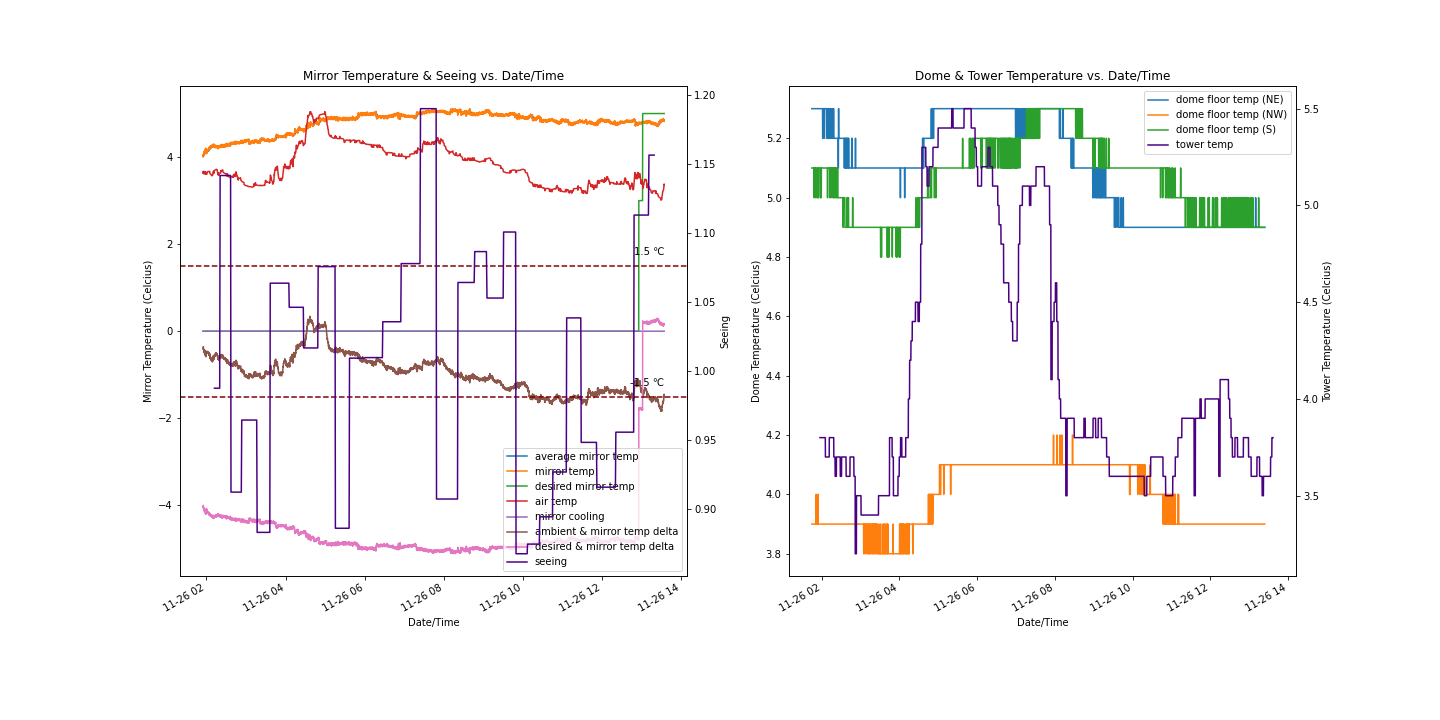 Mirror Temperature & Seeing vs. Date/Time
Mirror Temperature (Celcius)
4
2
0
−2
−4
1.20
1.15
1.10
1.05
1.00
0.95
0.90
Seeing
1.5 °C
-1.5 °C
average mirror temp
mirror temp
desired mirror temp
air temp
mirror cooling
ambient & mirror temp delta
desired & mirror temp delta
seeing
11-26 02
11-26 04
11-26 06
11-26 08
11-26 10
11-26 12
11-26 14
Date/Time
Dome & Tower Temperature vs. Date/Time
Dome Temperature (Celcius)
5.2
5.0
4.8
4.6
4.4
4.2
4.0
3.8
5.5
5.0
4.5
4.0
3.5
Tower Temperature (Celcius)
dome floor temp (NE)
dome floor temp (NW)
dome floor temp (S)
tower temp
11-26 02
11-26 04
11-26 06
11-26 08
11-26 10
11-26 12
11-26 14
Date/Time